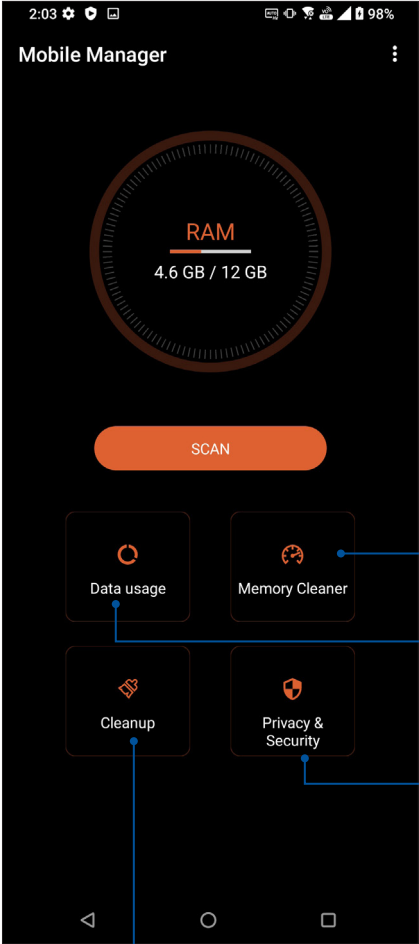 2:03 98%
Mobile Manager
RAM
4.6 GB / 12 GB
SCAN
Data usage
Memory Cleaner
Cleanup
Privacy &
Security